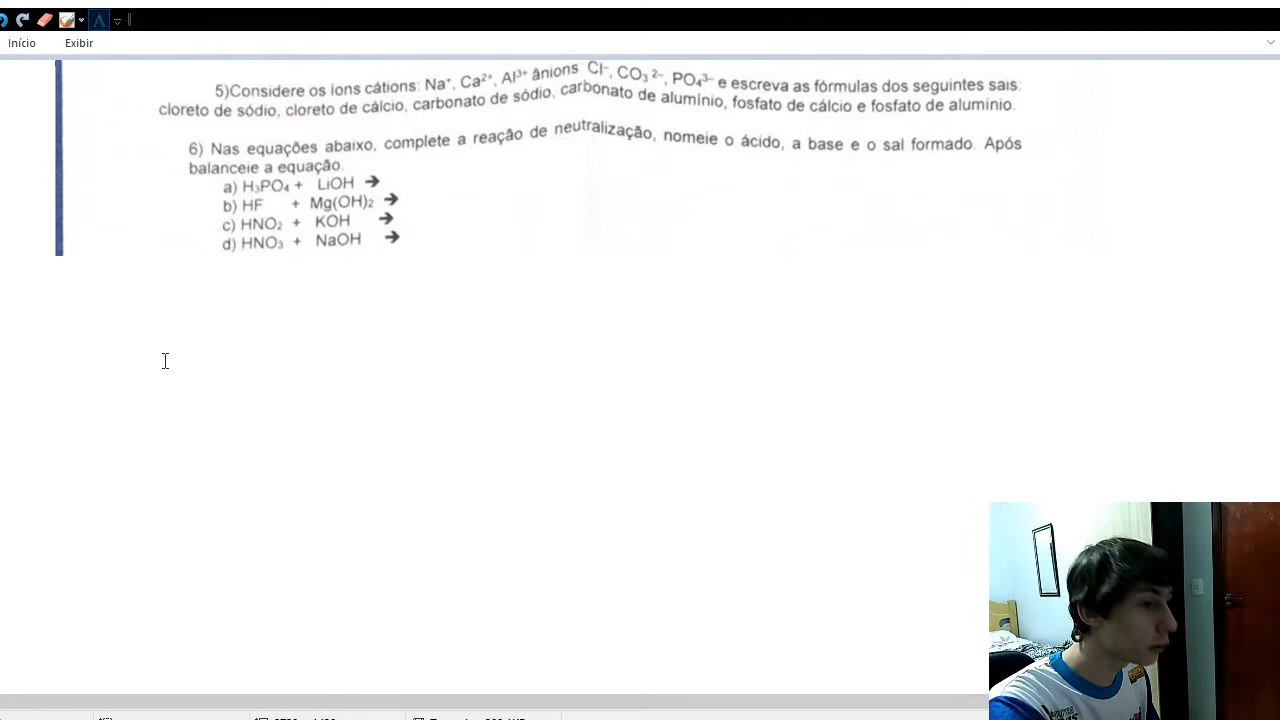 Início Exibir
5)Considere os íons cátions: Na⁺, Ca²⁺, Al³⁺ ânions: Cl⁻, CO₃ ²⁻, PO₄³⁻ e escreva as fórmulas dos seguintes sais:
cloreto de sódio, cloreto de cálcio, carbonato de sódio, carbonato de alumínio, fosfato de cálcio e fosfato de alumínio.
6) Nas equações abaixo, complete a reação de neutralização, nomeie o ácido, a base e o sal formado. Após
balanceie a equação.
a) H₃PO₄ + LiOH ➔
b) HF + Mg(OH)₂ ➔
c) HNO₂ + KOH ➔
d) HNO₃ + NaOH ➔